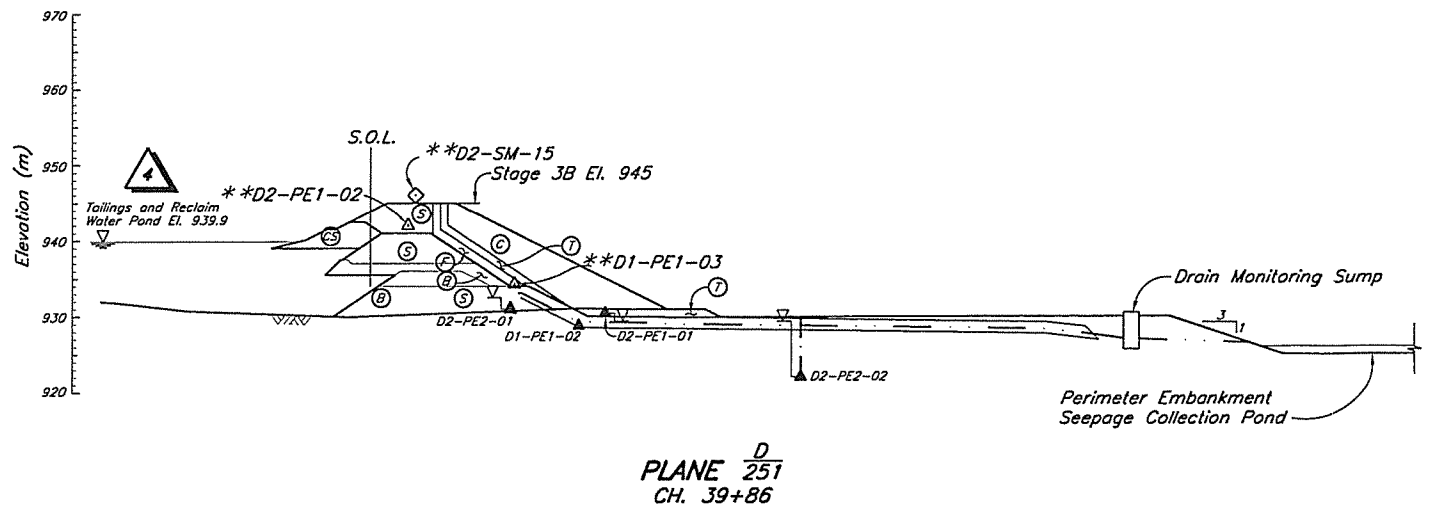 970
960
950
940
930
920
Elevation (m)
4
Tailings and Reclaim
Water Pond El. 939.9
S.O.L.
**D2-SM-15
Stage 3B El. 945
**D2-PE1-02
S
CS
S
F
C
T
B
**D1-PE1-03
B
S
T
D2-PE2-01
D1-PE1-02
D2-PE1-01
D2-PE2-02
Drain Monitoring Sump
3
1
Perimeter Embankment
Seepage Collection Pond
PLANE D
251
CH. 39+86